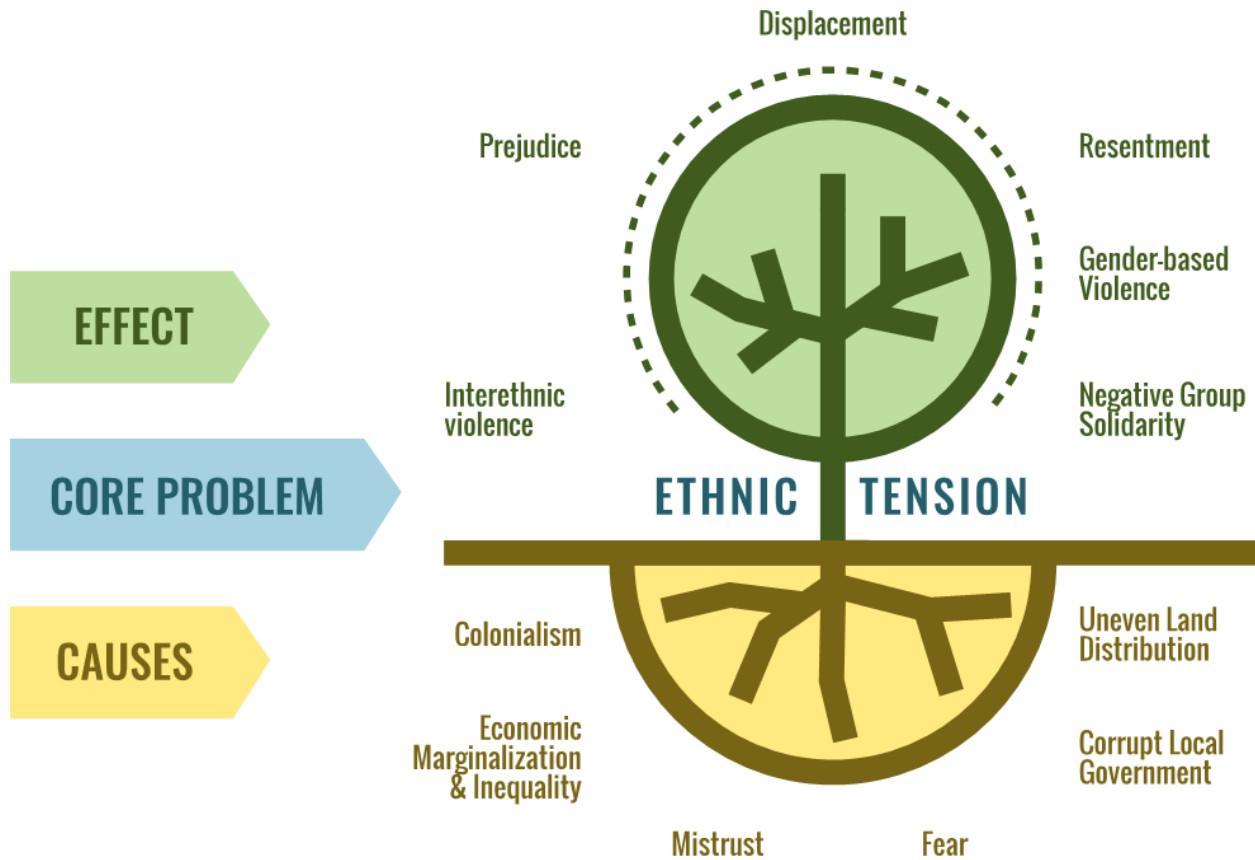 Displacement
Prejudice
Resentment
Gender-based
Violence
EFFECT
Interethnic
violence
Negative Group
Solidarity
CORE PROBLEM
ETHNIC TENSION
CAUSES
Colonialism
Uneven Land
Distribution
Economic
Marginalization
& Inequality
Corrupt Local
Government
Mistrust
Fear